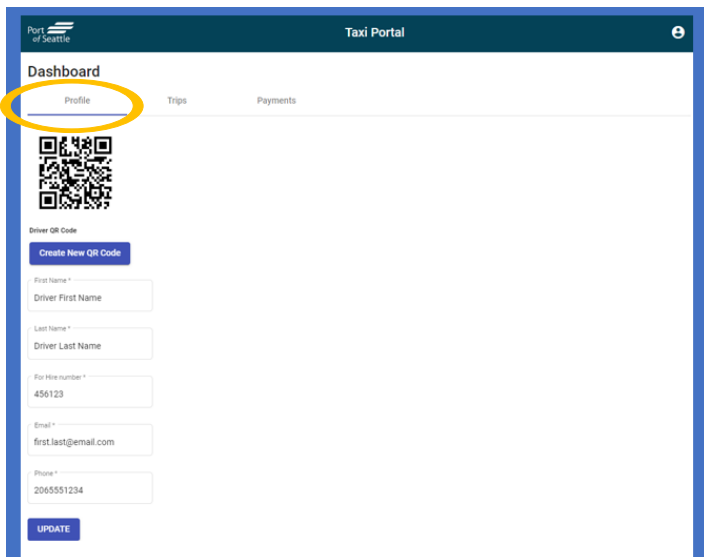 Port
of Seattle
Taxi Portal
Dashboard
Profile Trips Payments
Driver QR Code
Create New QR Code
First Name *
Driver First Name
Last Name *
Driver Last Name
For Hire number *
456123
Email *
first.last@email.com
Phone *
2065551234
UPDATE